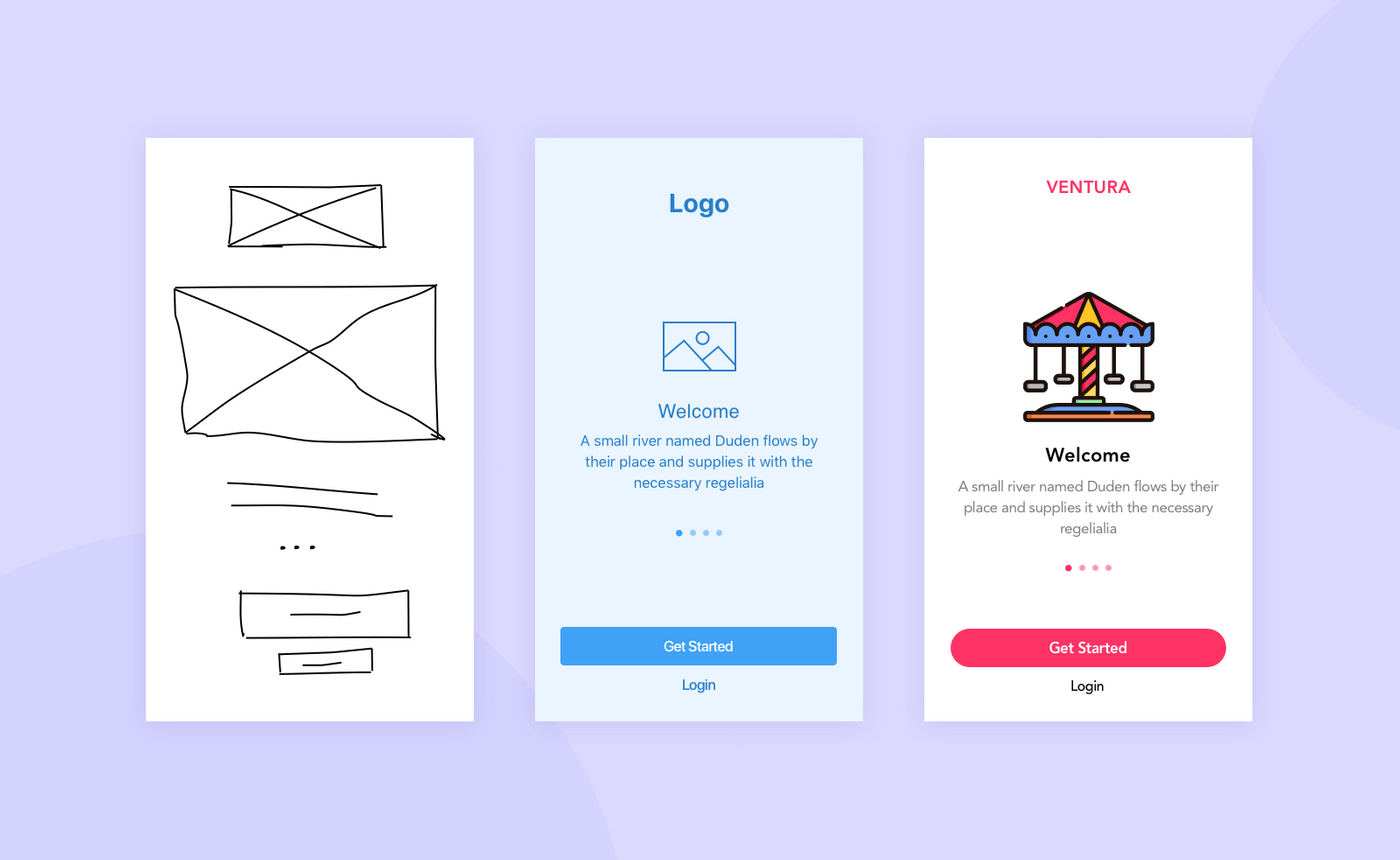 Logo
Welcome
A small river named Duden flows by
their place and supplies it with the
necessary regelialia
Get Started
Login
VENTURA
Welcome
A small river named Duden flows by their
place and supplies it with the necessary
regelialia
Get Started
Login